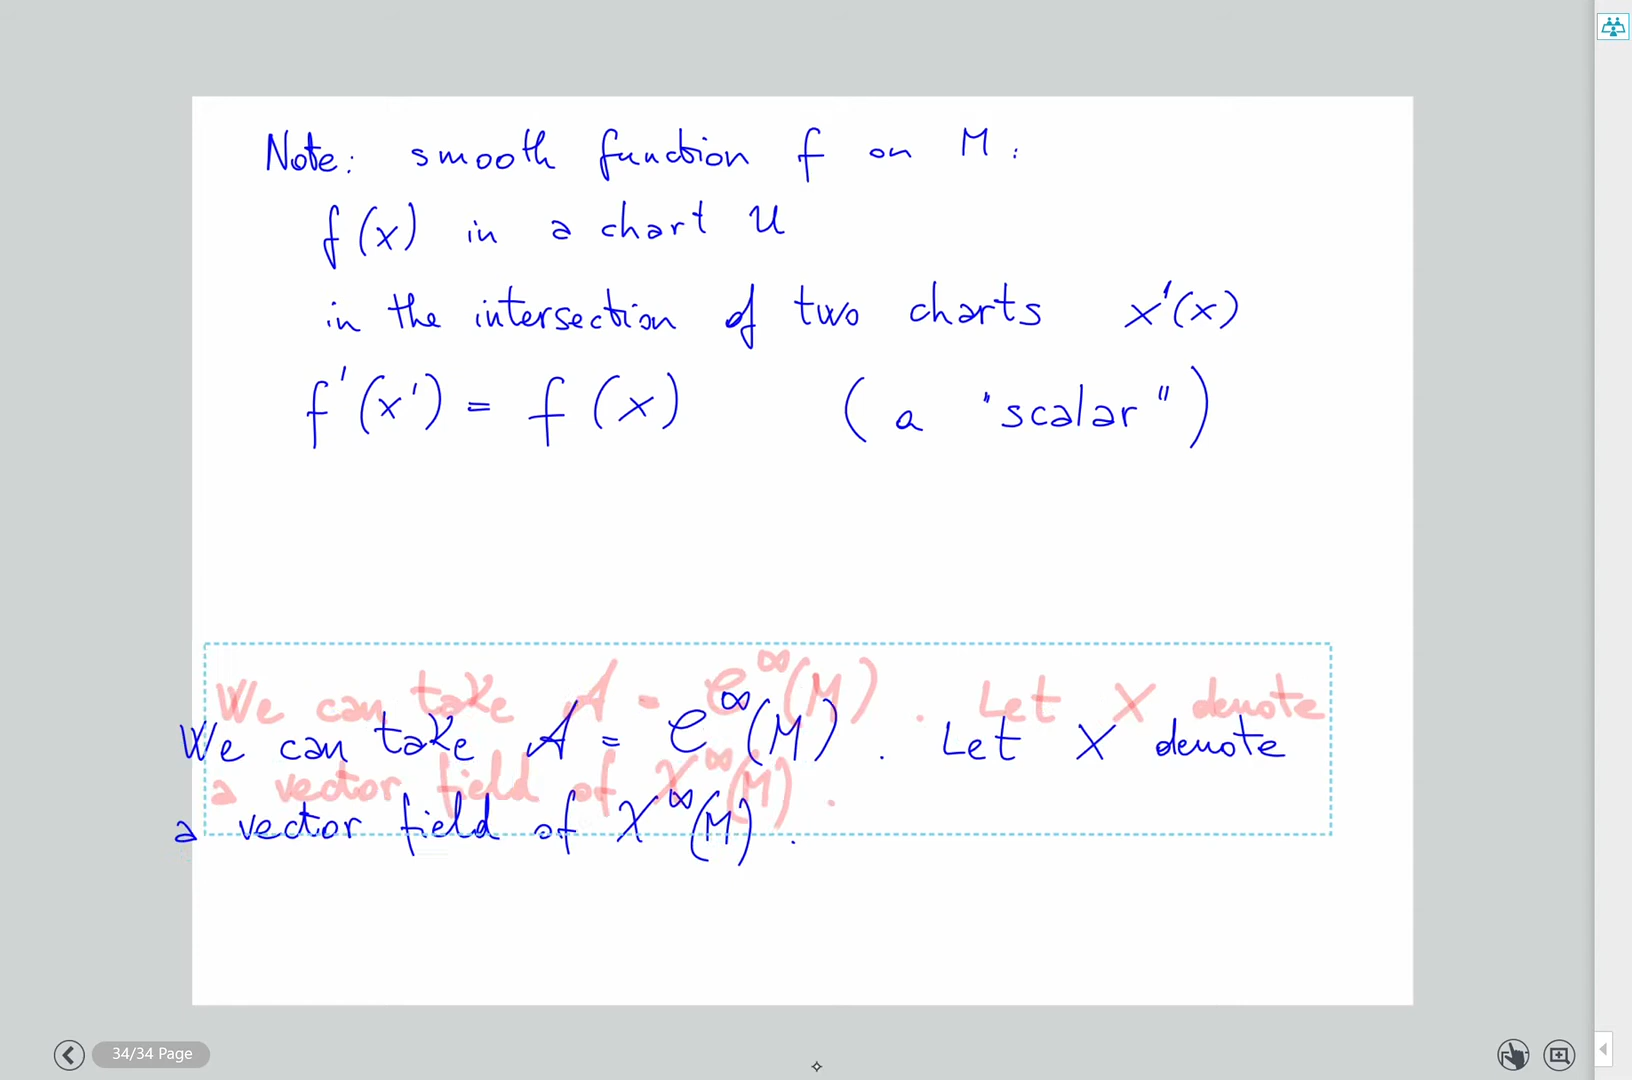 Note: smooth function f on M:
f(x) in a chart U
in the intersection of two charts x'(x)
f'(x') = f(x) (a "scalar")
We can take A = C^∞(M). Let X denote
a vector field of X^∞(M).
We can take A = C^∞(M). Let X denote
a vector field of X^∞(M).
34/34 Page